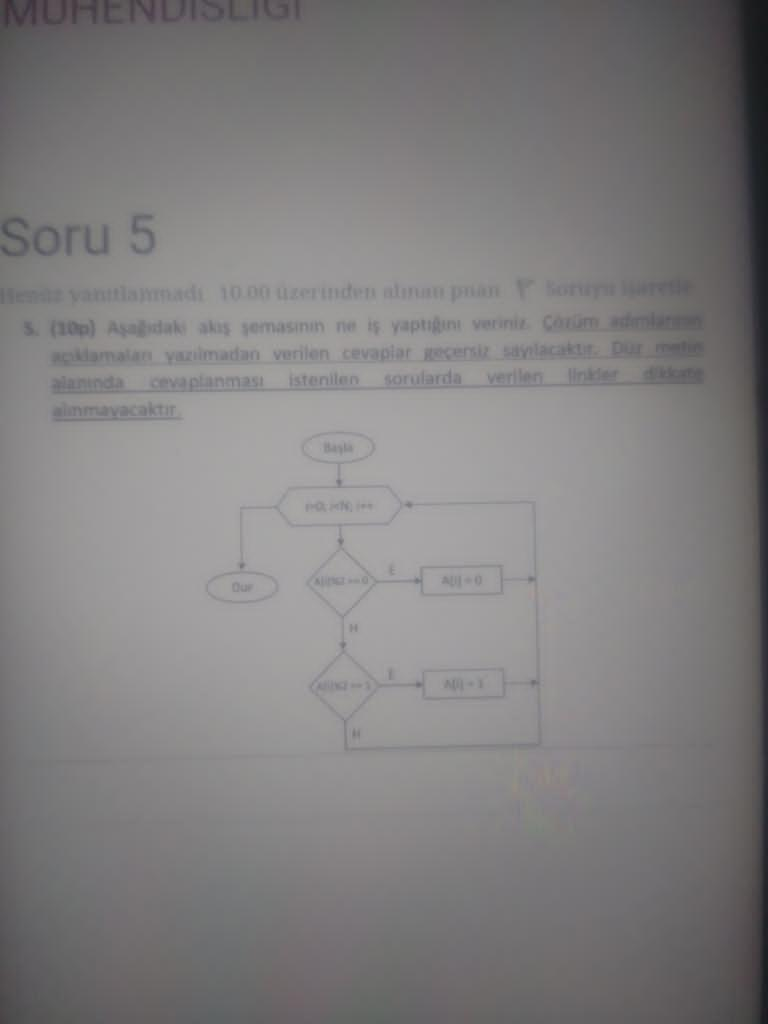 MÜHENDİSLİĞİ
Soru 5
Henüz yanıtlanmadı 10.00 üzerinden alınan puan Soruyu işaretle
5. (10p) Aşağıdaki akış şemasının ne iş yaptığını veriniz. Çözüm adımlarının
açıklamaları yazılmadan verilen cevaplar geçersiz sayılacaktır. Düz metin
alanında cevaplanması istenilen sorularda verilen linkler dikkate
alınmayacaktır.
Başla
i=0; i<N; i++
Dur
A[i]%2 == 0
E
A[i] = 0
H
A[i]%2 == 1
E
A[i] = 1
H